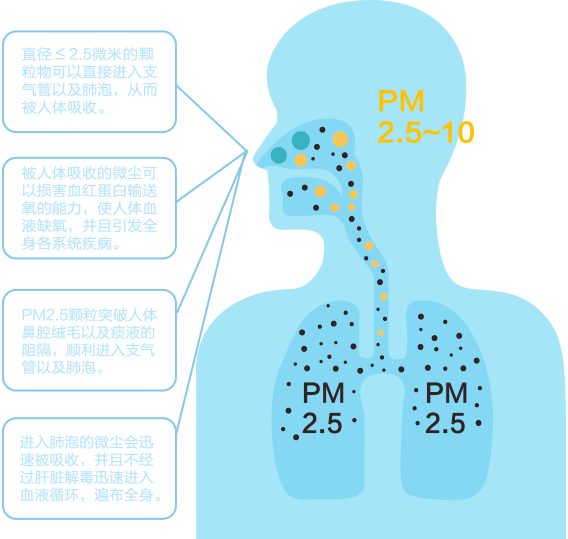 直径≤2.5微米的颗
粒物可以直接进入支
气管以及肺泡，从而
被人体吸收。
被人体吸收的微尘可
以损害血红蛋白输送
氧的能力，使人体血
液缺氧，并且引发全
身各系统疾病。
PM2.5颗粒突破人体
鼻腔绒毛以及痰液的
阻隔，顺利进入支气
管以及肺泡。
进入肺泡的微尘会迅
速被吸收，并且不经
过肝脏解毒迅速进入
血液循环，遍布全身。
PM
2.5~10
PM
2.5
PM
2.5